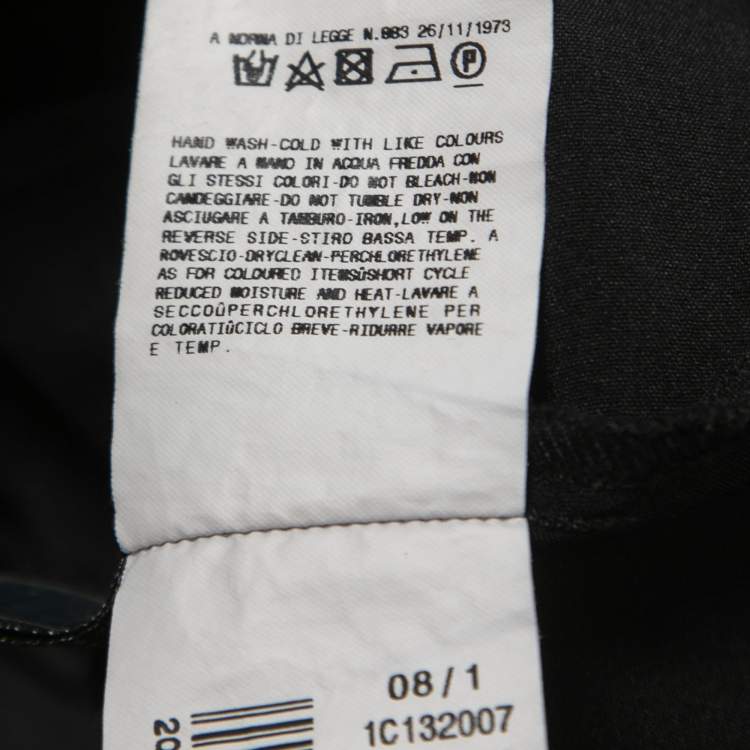 A NORMA DI LEGGE N.883 26/11/1973
P
HAND WASH-COLD WITH LIKE COLOURS
LAVARE A MANO IN ACQUA FREDDA CON
GLI STESSI COLORI-DO NOT BLEACH-NON
CANDEGGIARE-DO NOT TUMBLE DRY-NON
ASCIUGARE A TAMBURO-IRON,LOW ON THE
REVERSE SIDE-STIRO BASSA TEMP. A
ROVESCIO-DRYCLEAN-PERCHLORETHYLENE
AS FOR COLOURED ITEMSûSHORT CYCLE
REDUCED MOISTURE AND HEAT-LAVARE A
SECCOûPERCHLORETHYLENE PER
COLORATIûCICLO BREVE-RIDURRE VAPORE
E TEMP.
08/1
1C132007
20